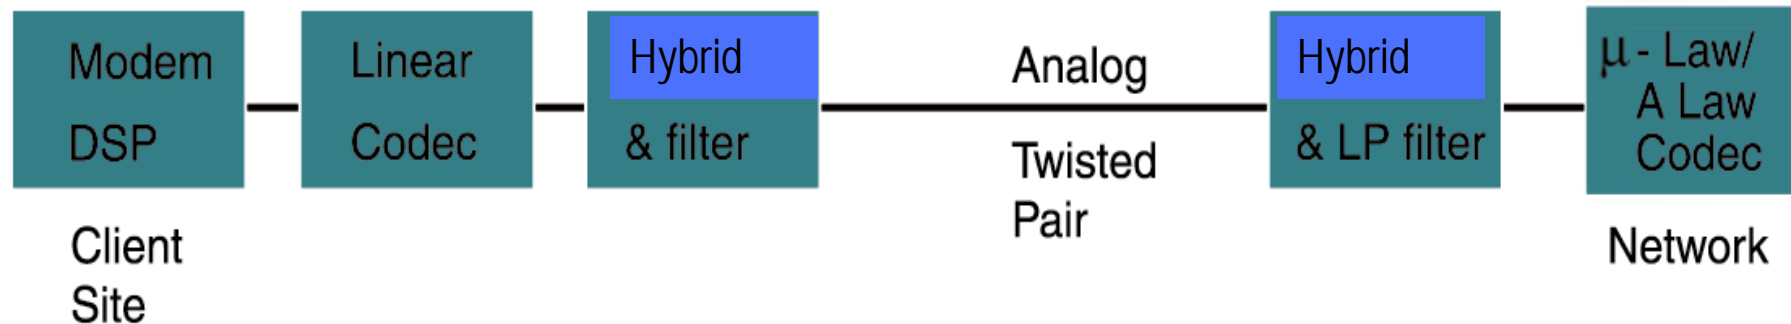 Modem
DSP
Linear
Codec
Hybrid
& filter
Analog
Twisted
Pair
Hybrid
& LP filter
μ - Law/
A Law
Codec
Client
Site
Network